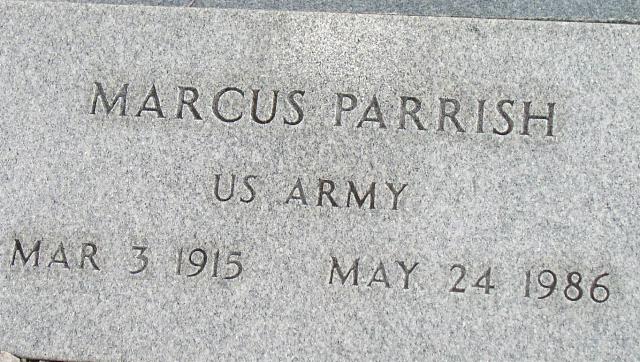 MARCUS PARRISH
US ARMY
MAR 3 1915 MAY 24 1986